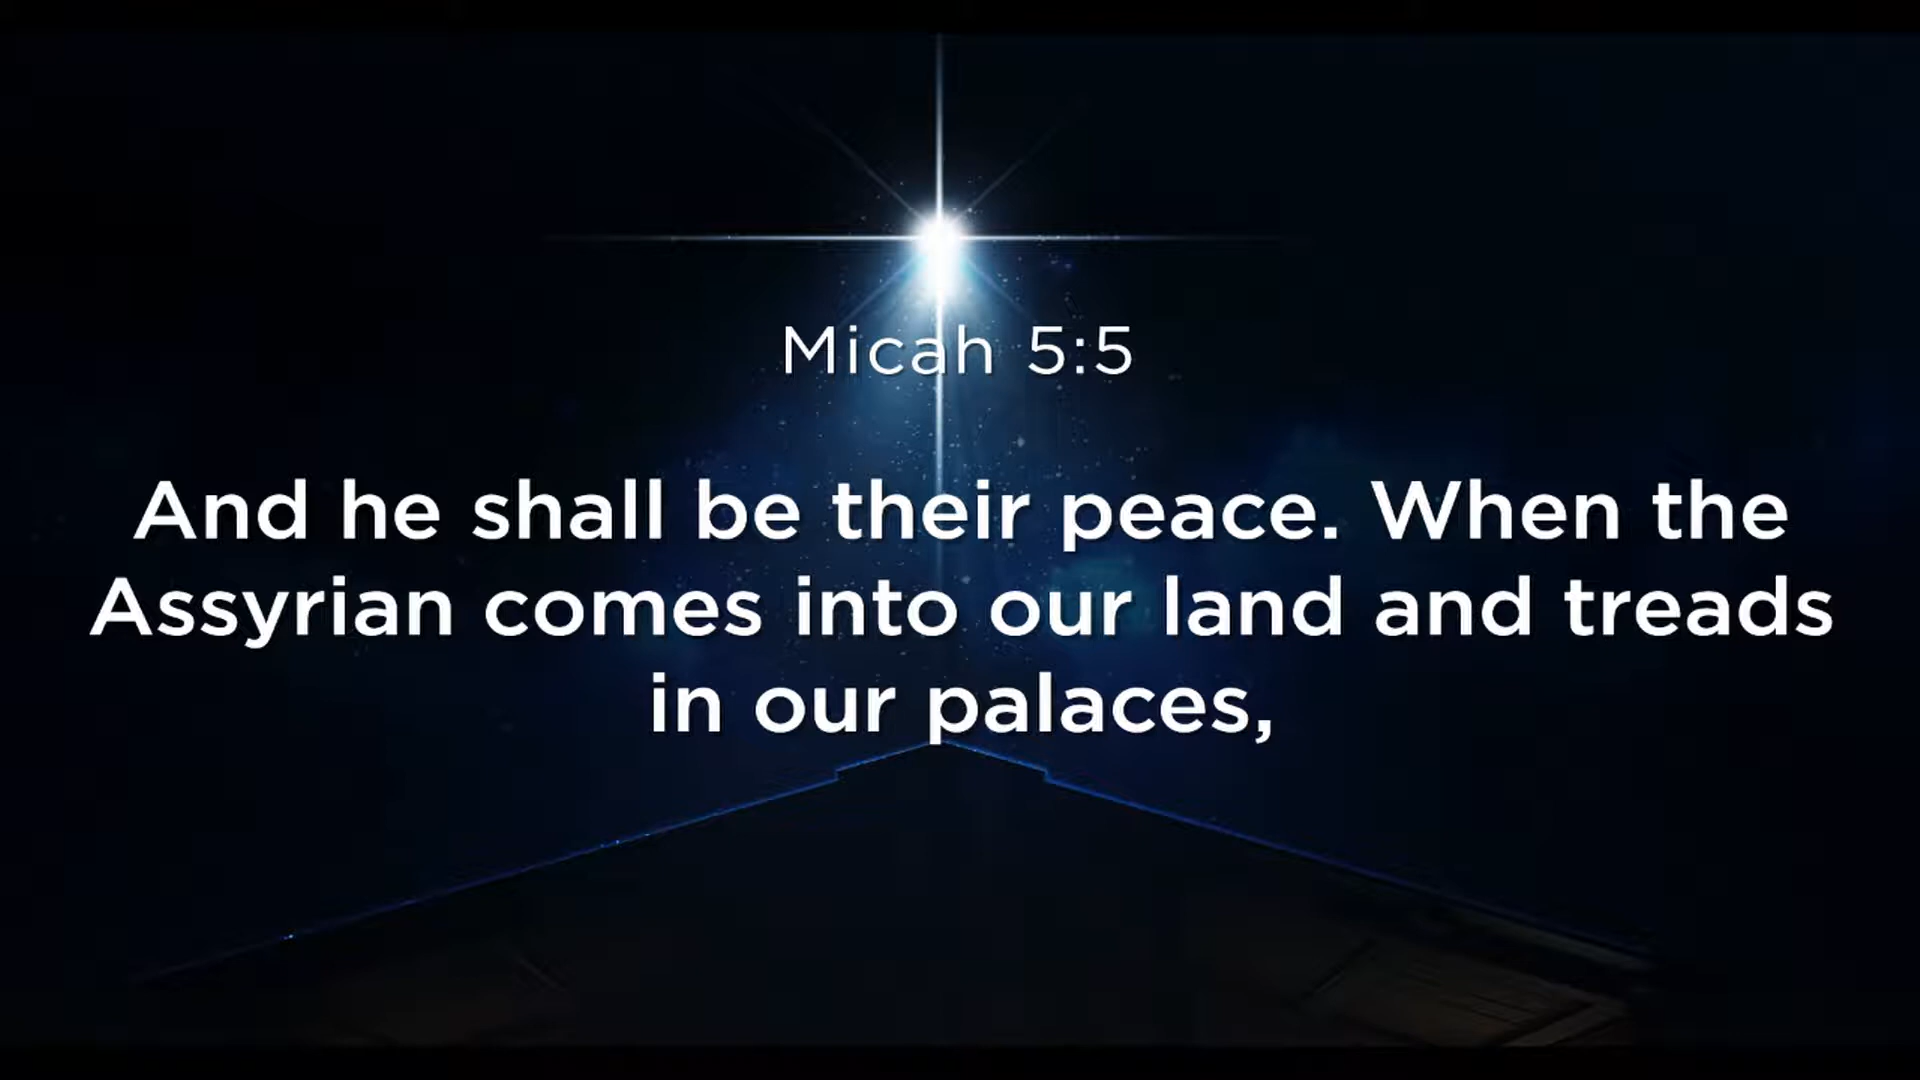 Micah 5:5
And he shall be their peace. When the
Assyrian comes into our land and treads
in our palaces,